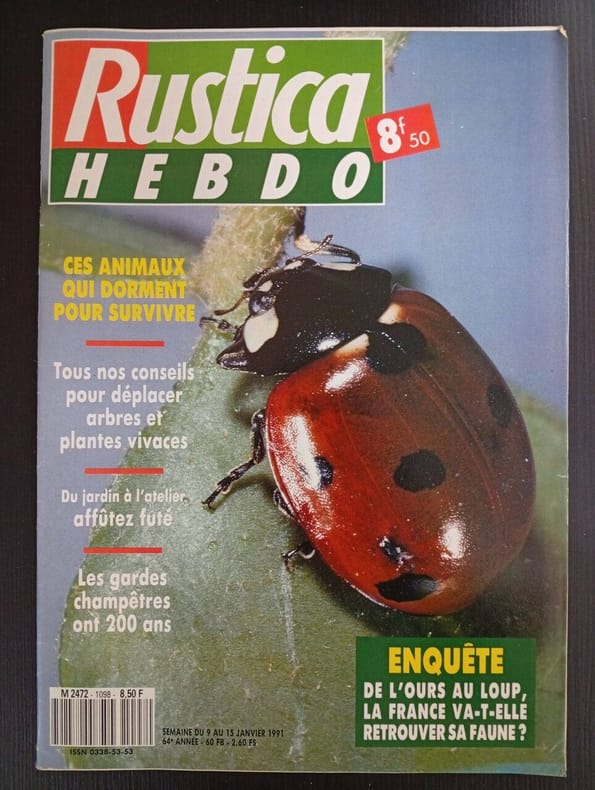 Rustica
HEBDO
8f50
CES ANIMAUX
QUI DORMENT
POUR SURVIVRE
Tous nos conseils
pour déplacer
arbres et
plantes vivaces
Du jardin à l'atelier,
affûtez futé
Les gardes
champêtres
ont 200 ans
ENQUÊTE
DE L'OURS AU LOUP,
LA FRANCE VA-T-ELLE
RETROUVER SA FAUNE ?
M 2472 - 1098 - 8,50 F
ISSN 0338-53-53
SEMAINE DU 9 AU 15 JANVIER 1991
64e ANNÉE - 60 FB - 2,60 FS